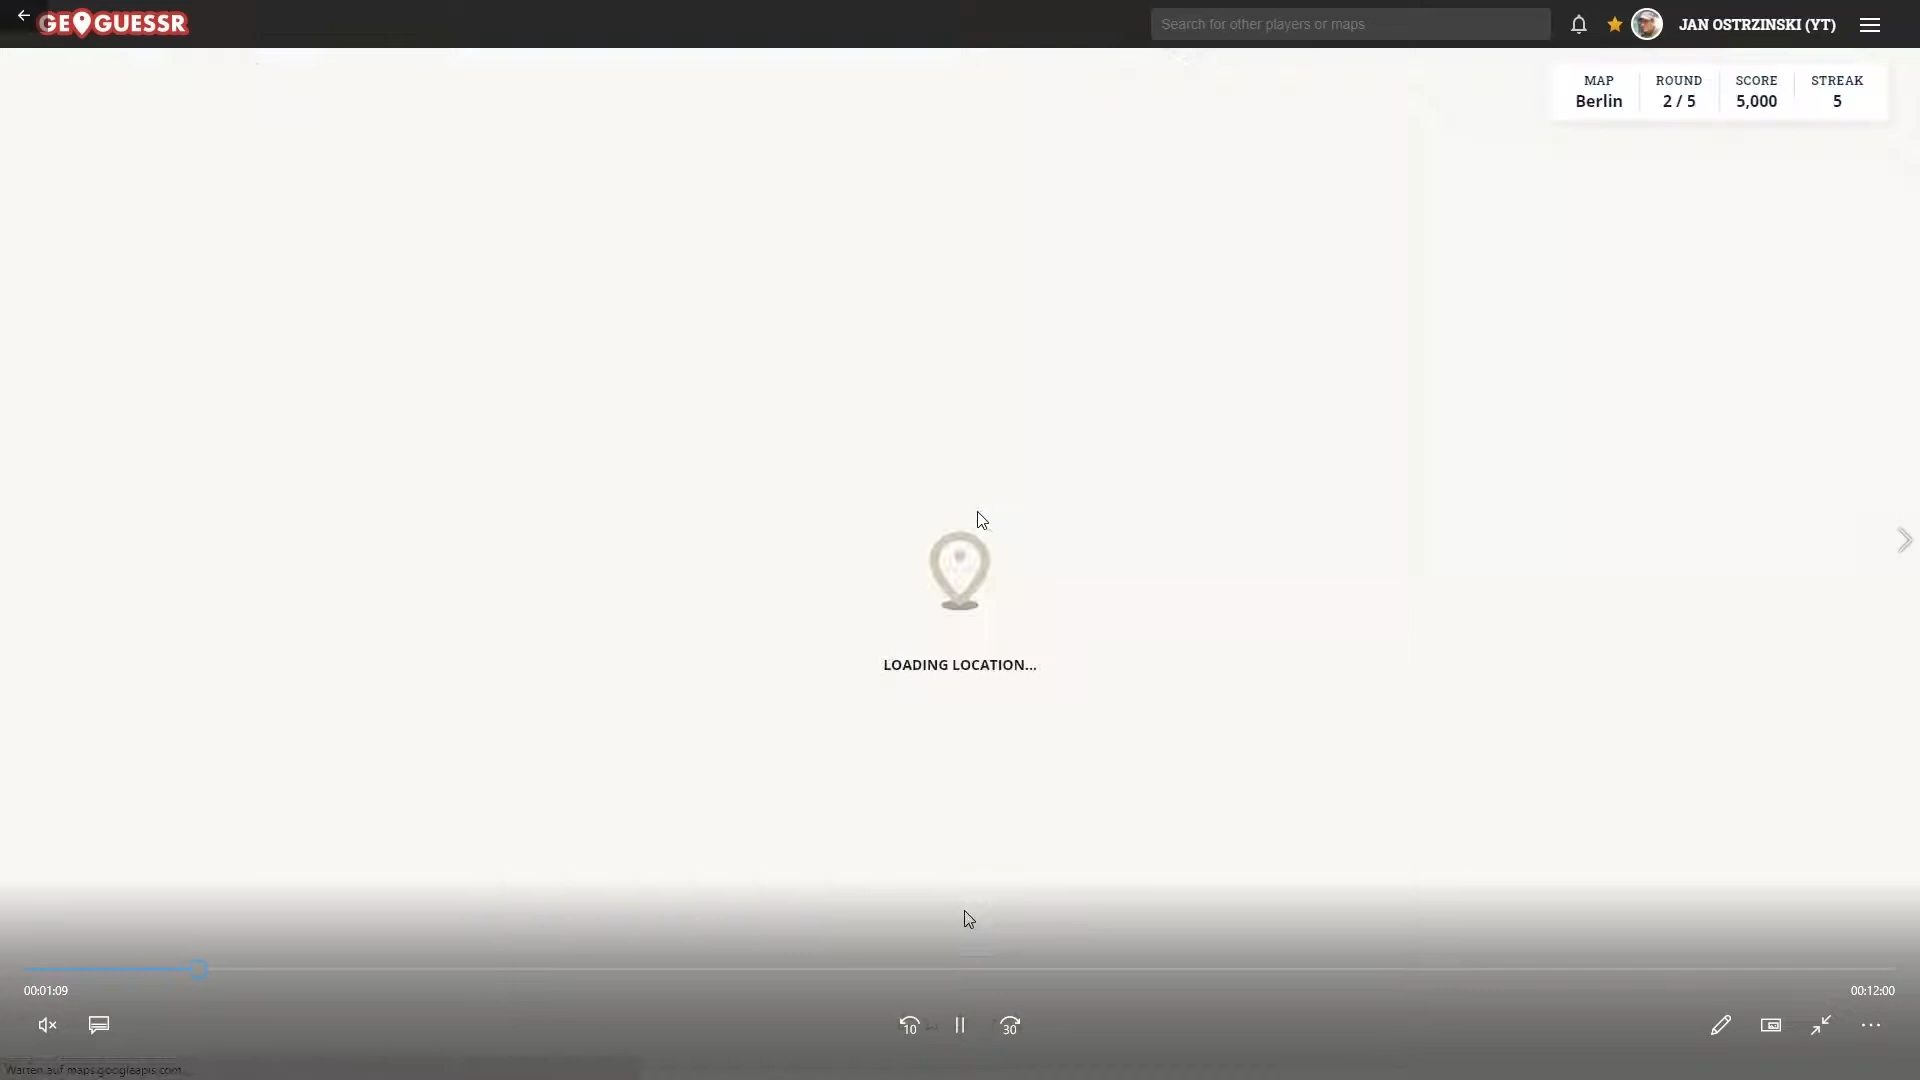 GEOGUESSR
Search for other players or maps
JAN OSTRZINSKI (YT)
MAP ROUND SCORE STREAK
Berlin 2 / 5 5,000 5
LOADING LOCATION...
00:01:09 00:12:00
10 30
Warten auf maps.googleapis.com...